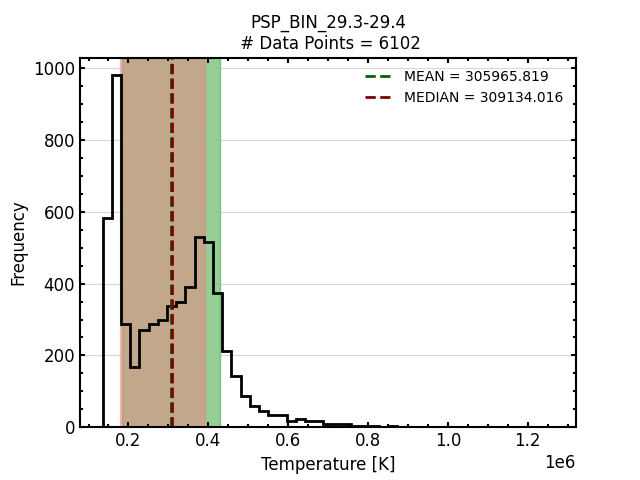 PSP_BIN_29.3-29.4
# Data Points = 6102
MEAN = 305965.819
MEDIAN = 309134.016
Frequency
1000
800
600
400
200
0
0.2 0.4 0.6 0.8 1.0 1.2
1e6
Temperature [K]